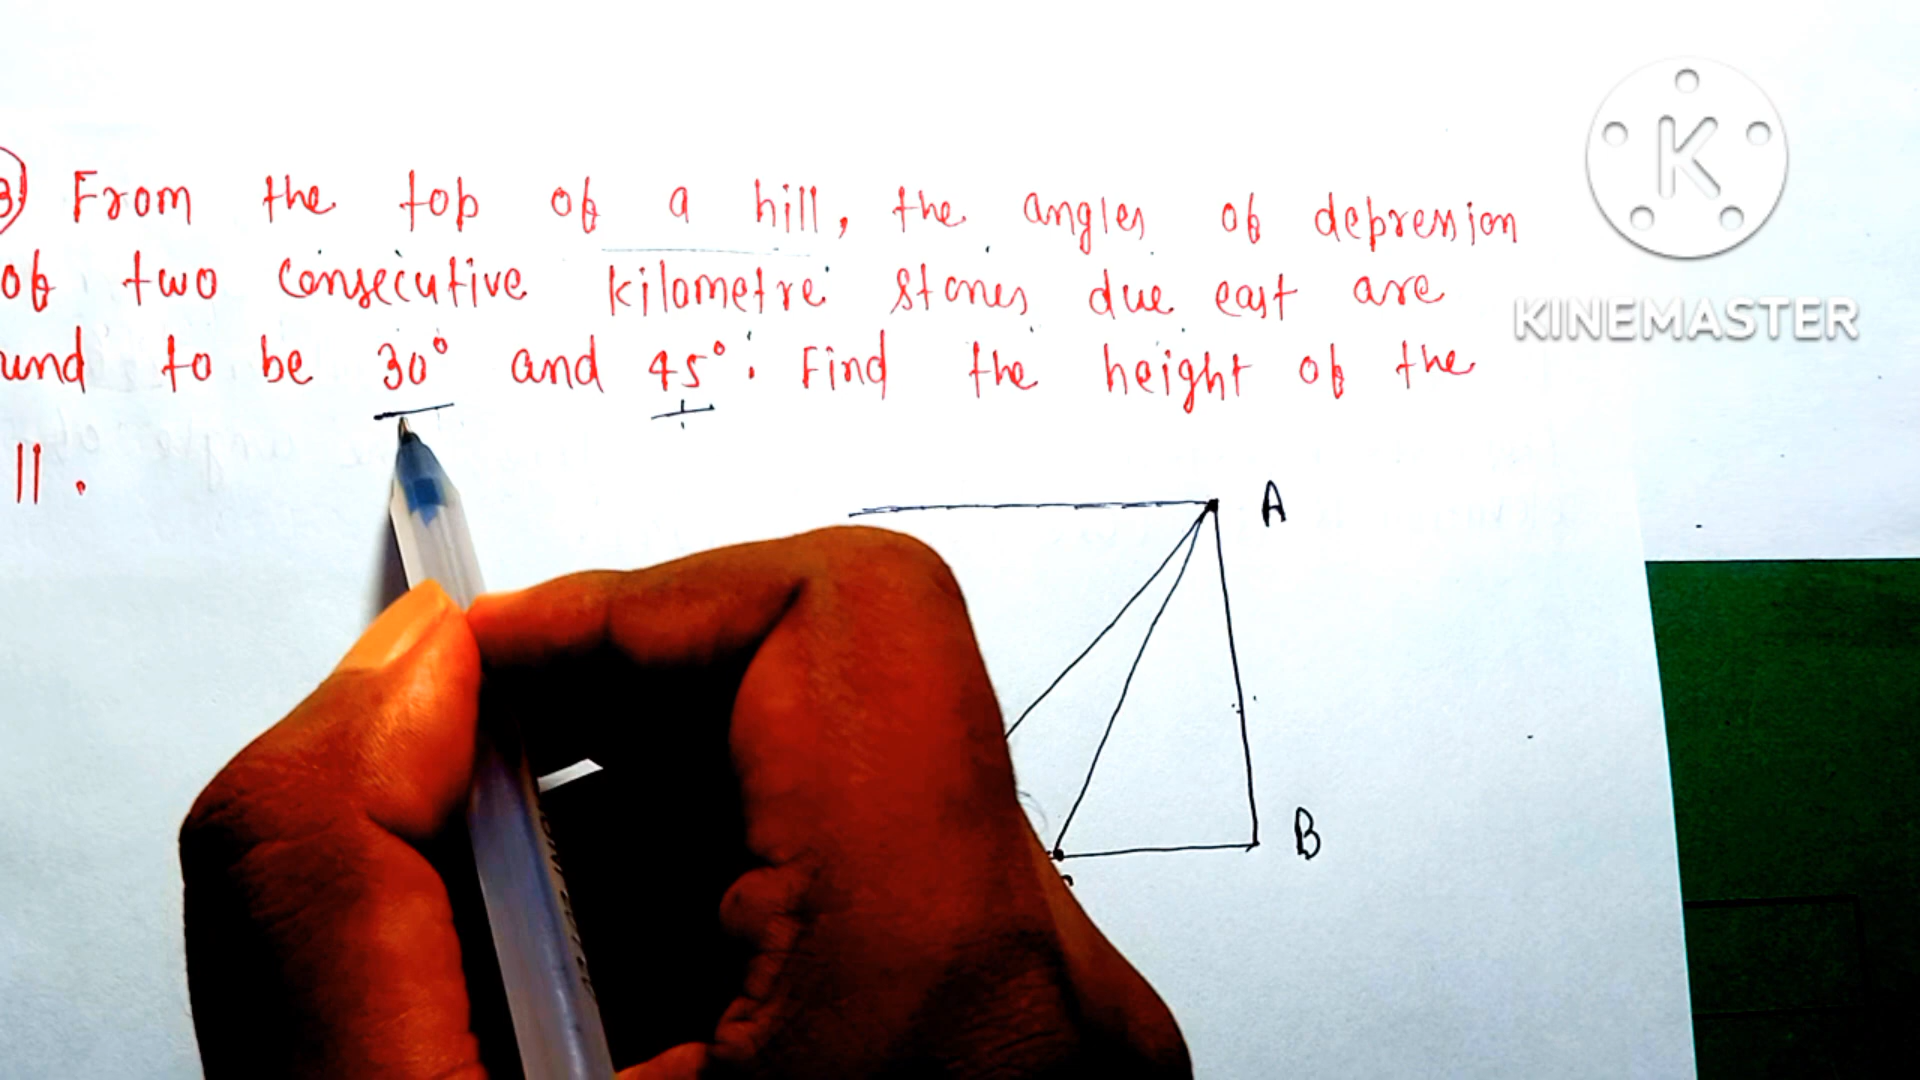 3) From the top of a hill, the angles of depression
of two consecutive kilometre stones due east are
und to be 30° and 45°. Find the height of the
ll.
A
B
K
KINEMASTER